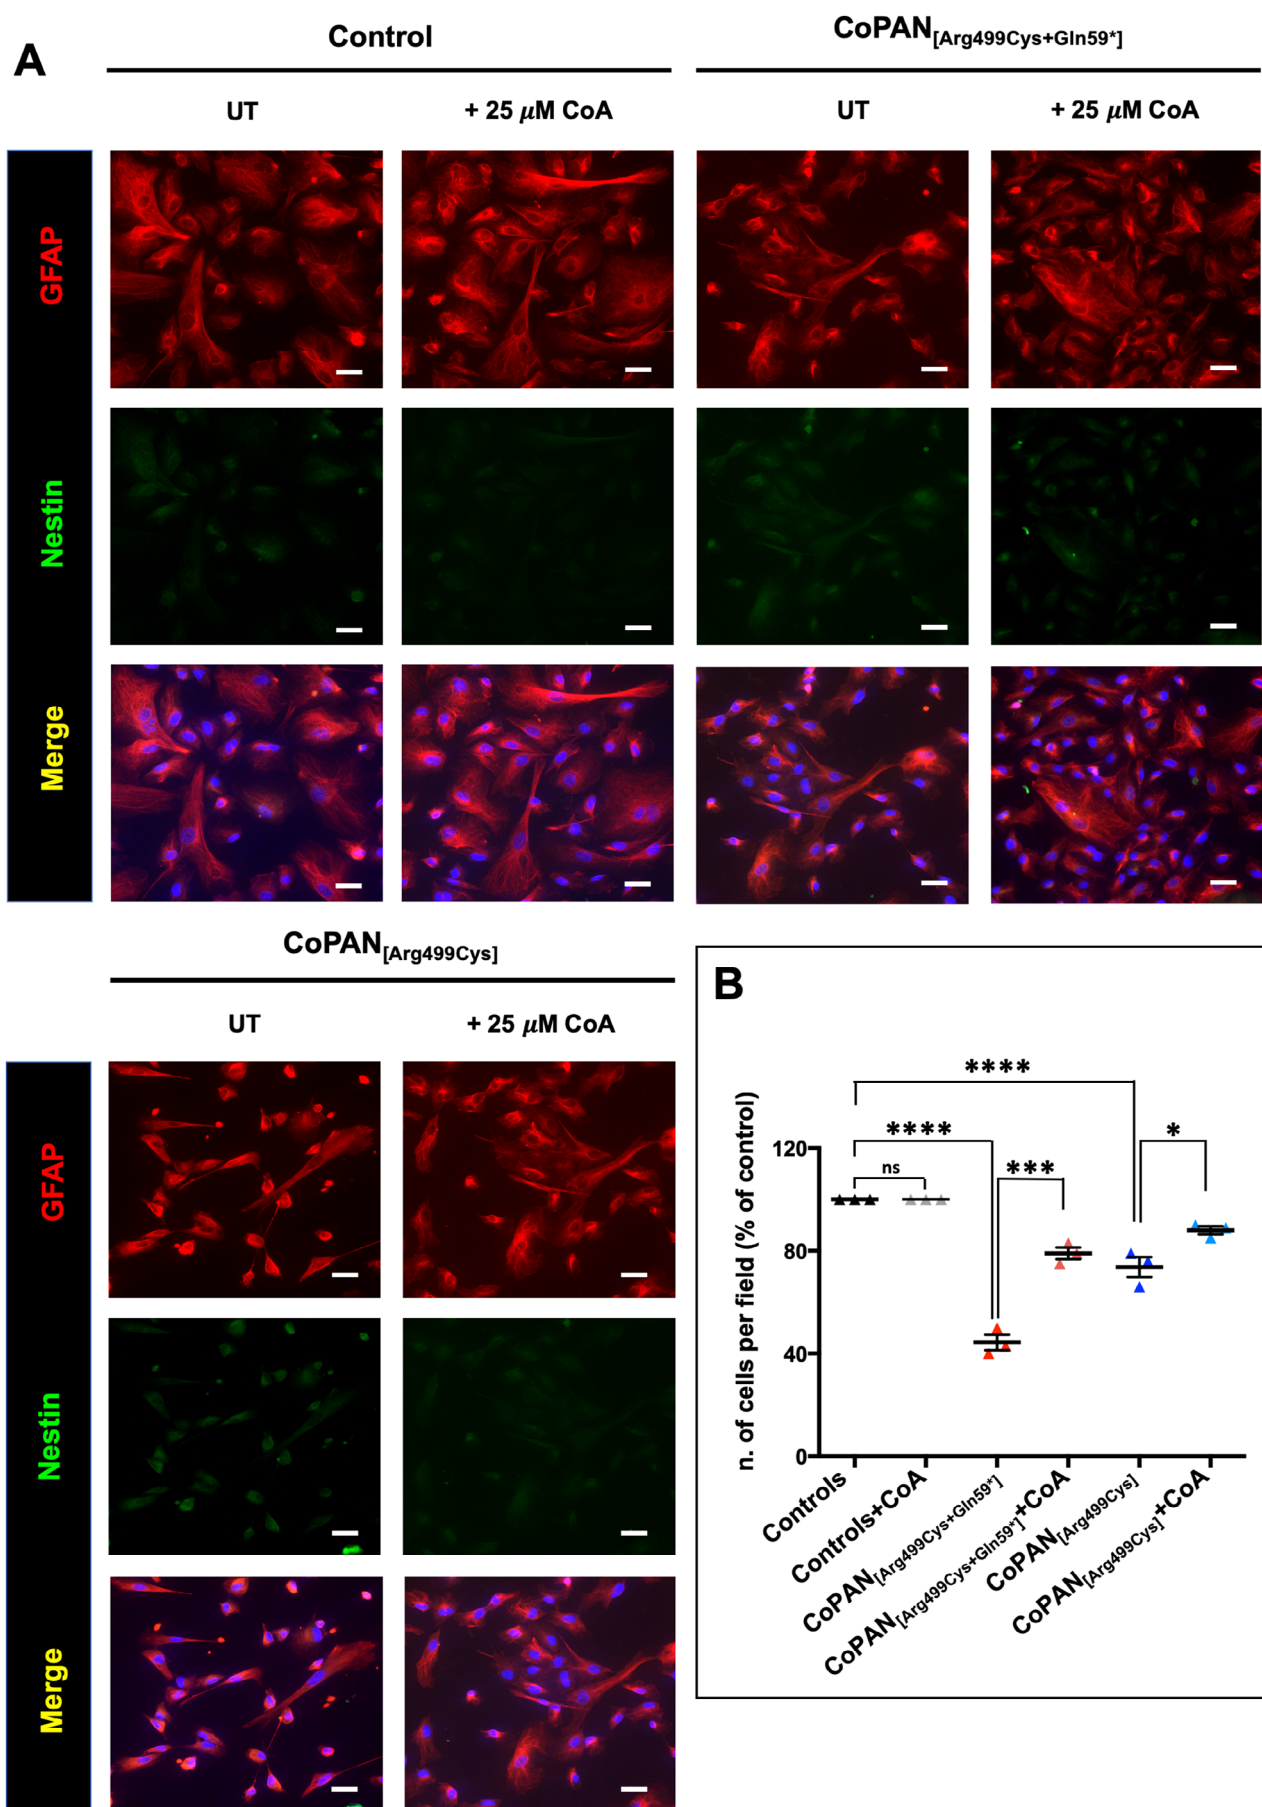 A
Control
CoPAN[Arg499Cys+Gln59*]
UT
+ 25 μM CoA
UT
+ 25 μM CoA
GFAP
Nestin
Merge
CoPAN[Arg499Cys]
UT
+ 25 μM CoA
GFAP
Nestin
Merge
B
n. of cells per field (% of control)
120
80
40
0
****
****
ns
***
*
Controls
Controls+CoA
CoPAN[Arg499Cys+Gln59*]
CoPAN[Arg499Cys+Gln59*]+CoA
CoPAN[Arg499Cys]
CoPAN[Arg499Cys]+CoA